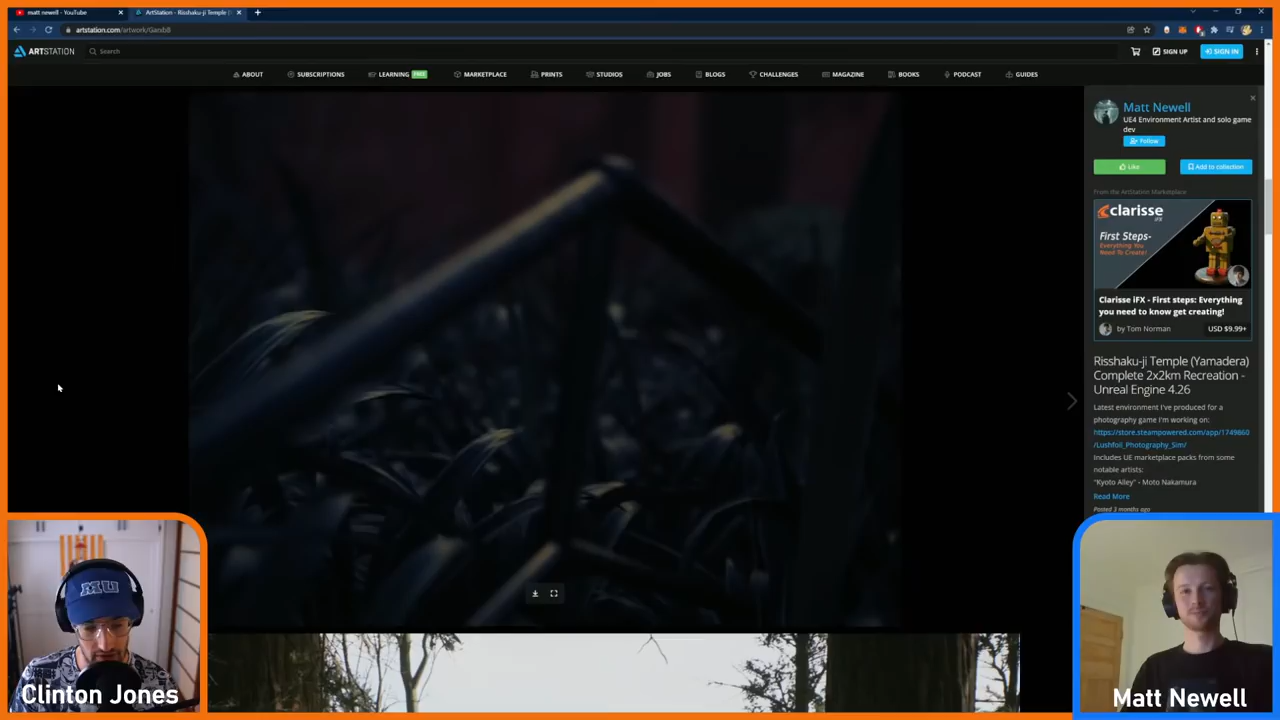 matt newell - YouTube
ArtStation - Risshaku-ji Temple (
artstation.com/artwork/GandzB
ARTSTATION
Search
SIGN UP
SIGN IN
ABOUT
SUBSCRIPTIONS
LEARNING FREE
MARKETPLACE
PRINTS
STUDIOS
JOBS
BLOGS
CHALLENGES
MAGAZINE
BOOKS
PODCAST
GUIDES
Matt Newell
UE4 Environment Artist and solo game
dev
Follow
Like
Add to collection
From the ArtStation Marketplace
clarisse iFX
First Steps-
Everything You
Need To Create!
Clarisse iFX - First steps: Everything
you need to know get creating!
by Tom Norman
USD $9.99+
Risshaku-ji Temple (Yamadera)
Complete 2x2km Recreation -
Unreal Engine 4.26
Latest environment I've produced for a
photography game I'm working on:
https://store.steampowered.com/app/1749860
/Lushfoil_Photography_Sim/
Includes UE marketplace packs from some
notable artists:
"Kyoto Alley" - Moto Nakamura
Read More
Posted 3 months ago
MU
Clinton Jones
Matt Newell